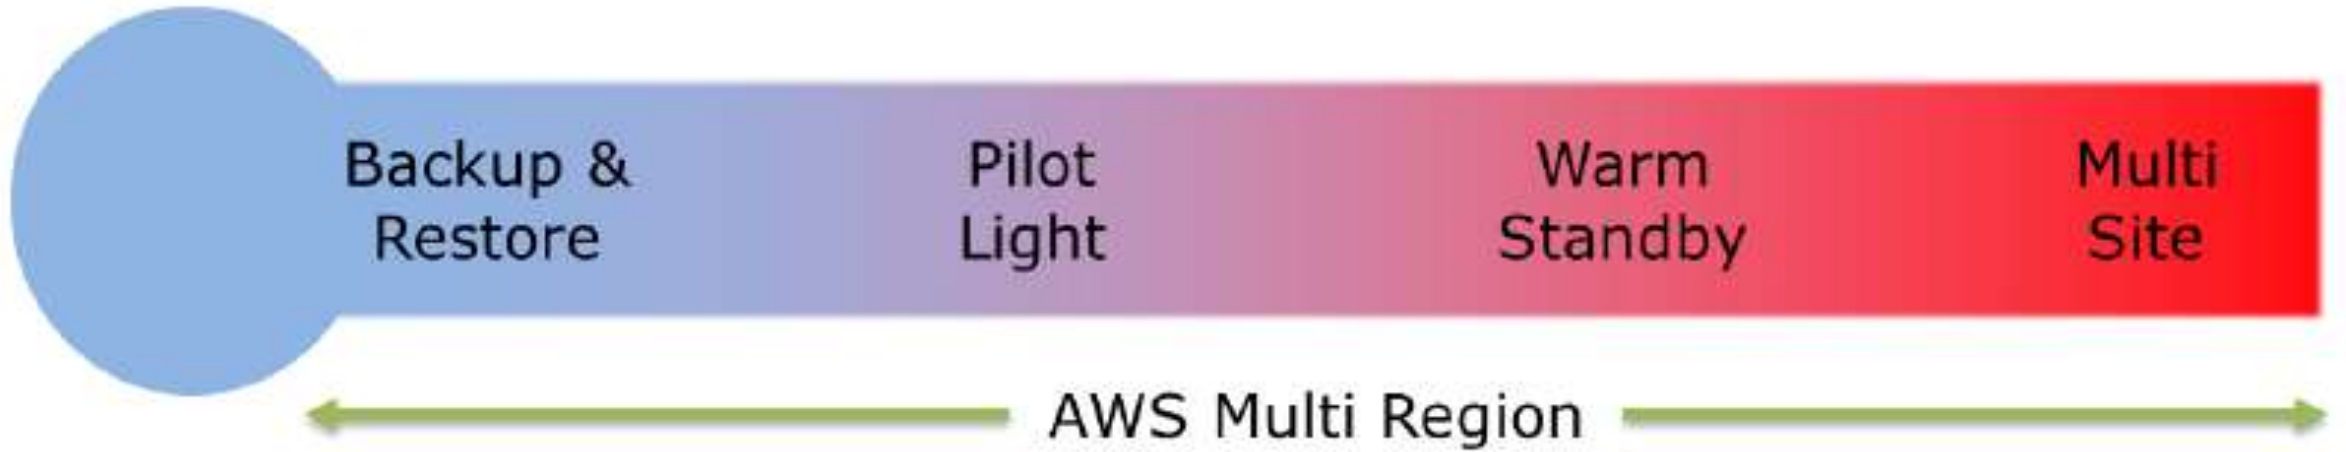 Backup &
Restore
Pilot
Light
Warm
Standby
Multi
Site
AWS Multi Region